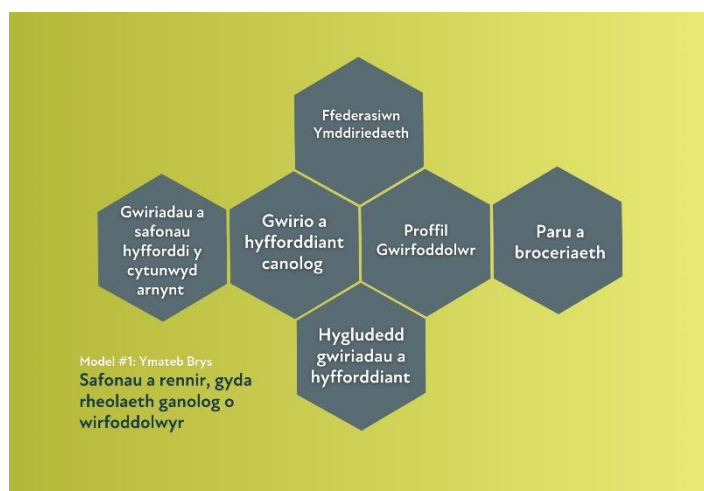 Ffederasiwn
Ymddiriedaeth
Gwiriadau a
safonau
hyfforddi y
cytunwyd
arnynt
Gwirio a
hyfforddiant
canolog
Proffil
Gwirfoddolwr
Paru a
broceriaeth
Hygludedd
gwiriadau a
hyfforddiant
Model #1: Ymateb Brys
Safonau a rennir, gyda
rheolaeth ganolog o
wirfoddolwyr